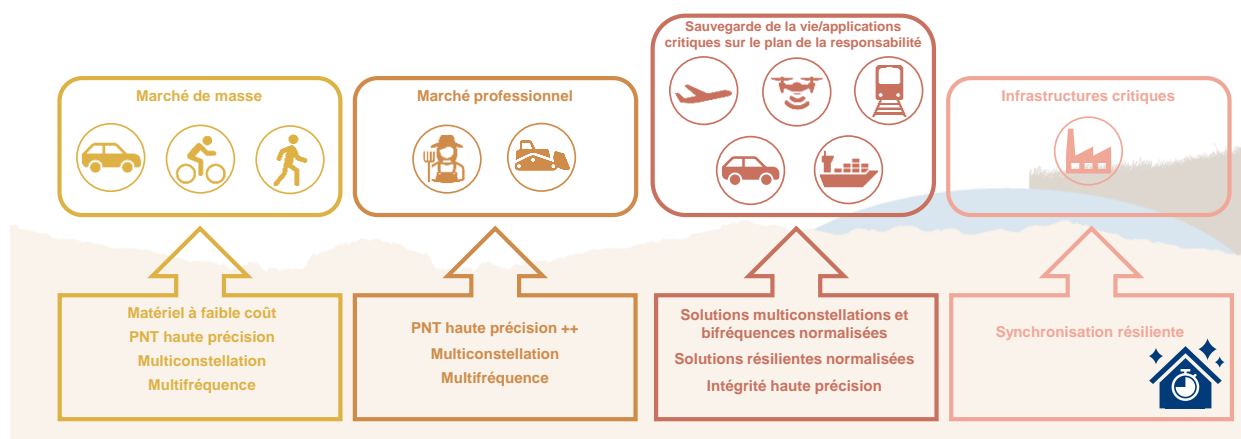 Marché de masse
Marché professionnel
Sauvegarde de la vie/applications
critiques sur le plan de la responsabilité
Infrastructures critiques
Matériel à faible coût
PNT haute précision
Multiconstellation
Multifréquence
PNT haute précision ++
Multiconstellation
Multifréquence
Solutions multiconstellations et
bifréquences normalisées
Solutions résilientes normalisées
Intégrité haute précision
Synchronisation résiliente